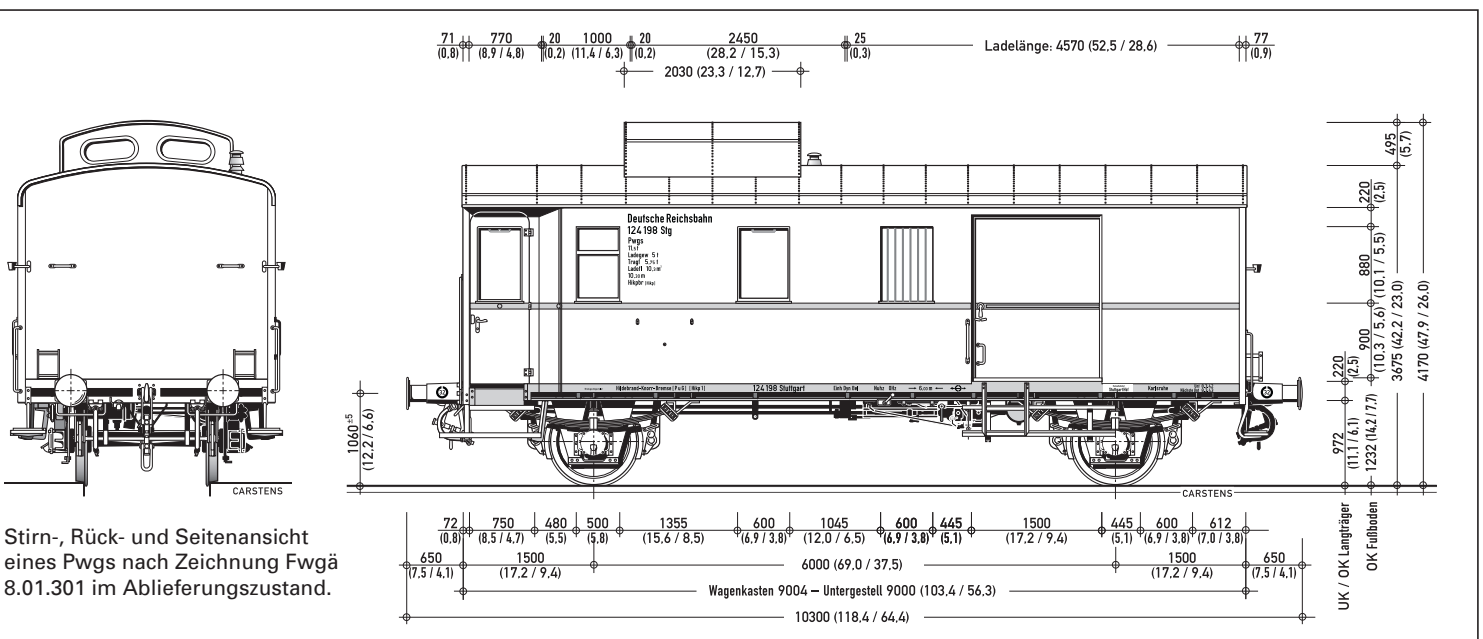 71 770 20 1000 20 2450 25 Ladelänge: 4570 (52,5 / 28,6) 77
(0,8) (8,9 / 4.8) (0,2) (11,4 / 6,3) (0,2) (28,2 / 15,3) (0,3) (0,9)
2030 (23,3 / 12,7)
495
(5,7)
220
(2,5)
880
(10,1 / 5.5)
900
(10,3 / 5.6)
3675 (42.2 / 23.0)
4170 (47.9 / 26.0)
220
(2,5)
972
(11,1 / 6,1)
1232 (14,2 / 7,7)
UK / OK Langträger
OK Fußboden
1060±5
(12,2 / 6,6)
Deutsche Reichsbahn
124 198 Stg
Pwgs
Ladegew 5 t
Hildebrand-Knorr-Bremse (P u G) (Hikp 1)
124 198 Stuttgart
Karlsruhe
CARSTENS
CARSTENS
72 750 480 500 1355 600 1045 600 445 1500 445 600 612
(0,8) (8,5 / 4,7) (5,5) (5,8) (15,6 / 8,5) (6,9 / 3,8) (12,0 / 6,5) (6,9 / 3,8) (5,1) (17,2 / 9,4) (5,1) (6,9 / 3,8) (7,0 / 3,8)
650 1500 6000 (69,0 / 37,5) 1500 650
(7,5 / 4,1) (17,2 / 9,4) (17,2 / 9,4) (7,5 / 4,1)
Wagenkasten 9004 – Untergestell 9000 (103,4 / 56,3)
10300 (118,4 / 64,4)
Stirn-, Rück- und Seitenansicht
eines Pwgs nach Zeichnung Fwgä
8.01.301 im Ablieferungszustand.